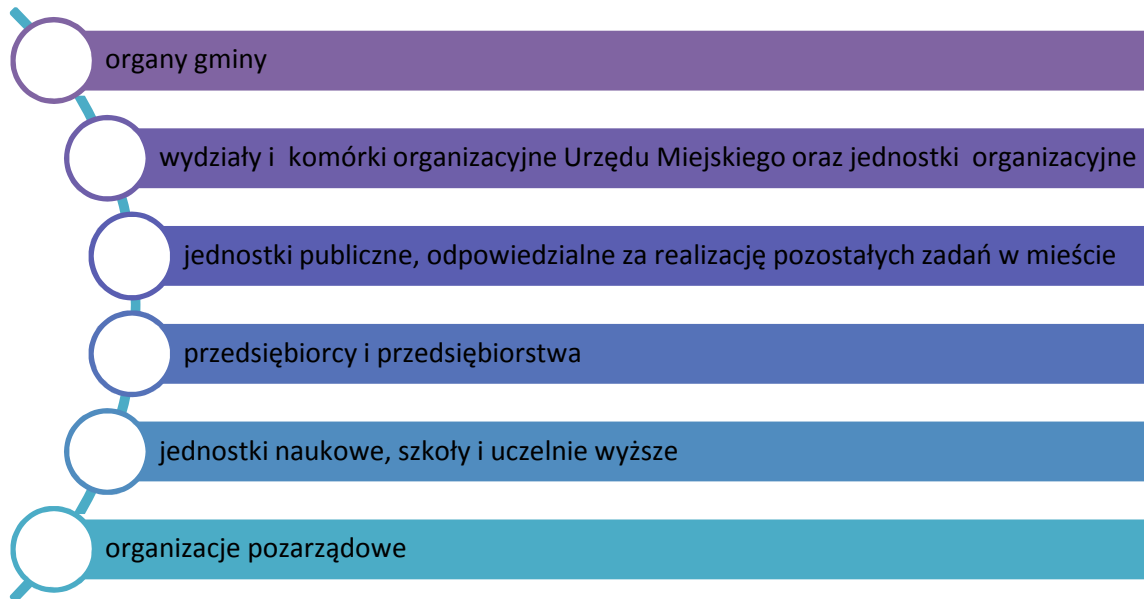 organy gminy
wydziały i komórki organizacyjne Urzędu Miejskiego oraz jednostki organizacyjne
jednostki publiczne, odpowiedzialne za realizację pozostałych zadań w mieście
przedsiębiorcy i przedsiębiorstwa
jednostki naukowe, szkoły i uczelnie wyższe
organizacje pozarządowe